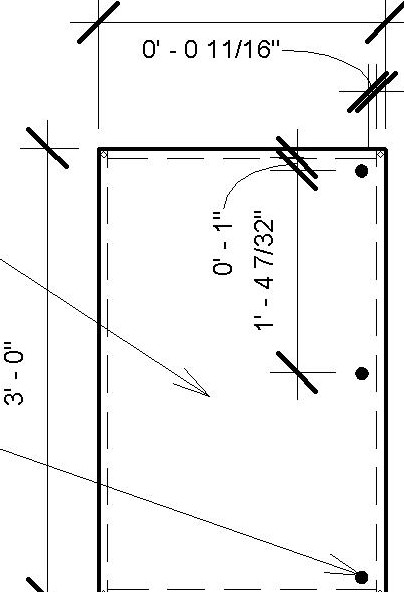 0' - 0 11/16"
0' - 1"
1' - 4 7/32"
3' - 0"